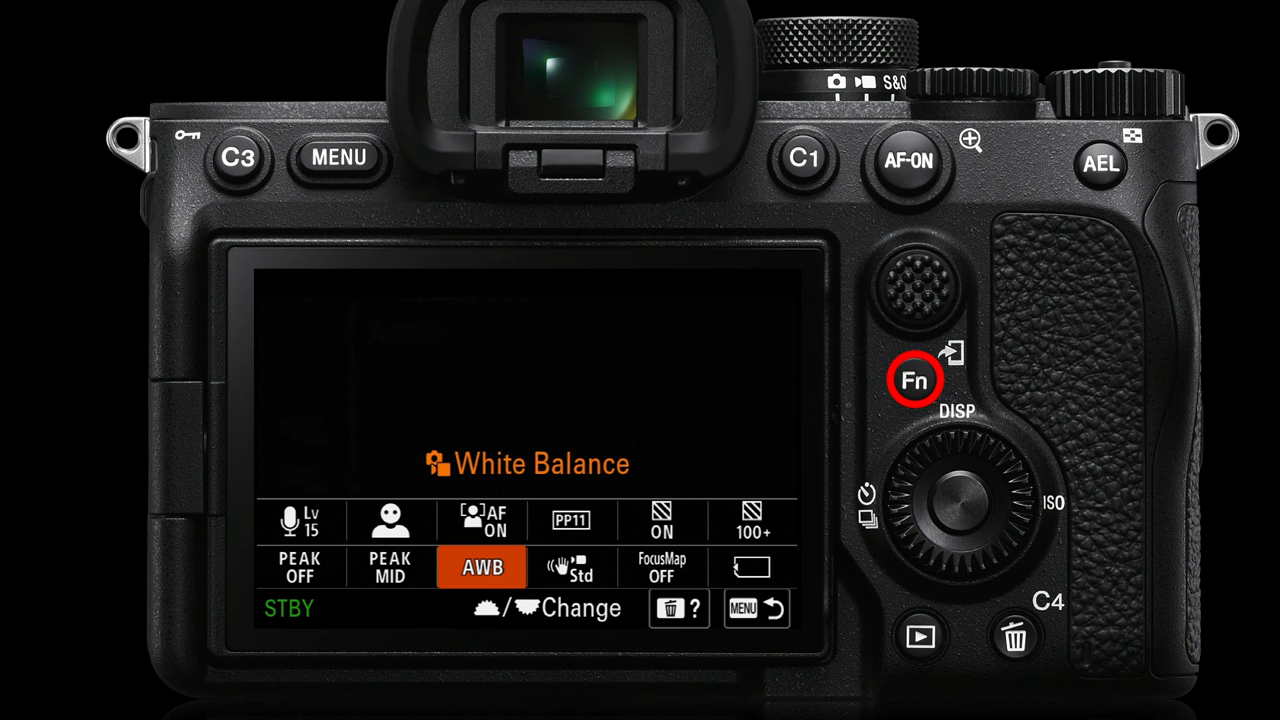 S&Q
C3
MENU
C1
AF-ON
AEL
Fn
DISP
White Balance
ISO
Lv
15
AF
ON
PP11
ON
100+
PEAK
OFF
PEAK
MID
AWB
Std
FocusMap
OFF
STBY
/
Change
?
MENU
C4